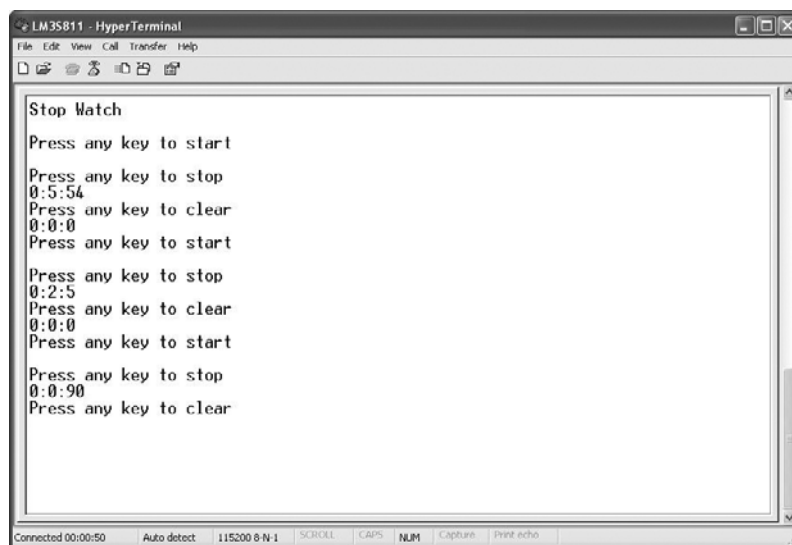 LM3S811 - HyperTerminal
File Edit View Call Transfer Help
Stop Watch
Press any key to start
Press any key to stop
0:5:54
Press any key to clear
0:0:0
Press any key to start
Press any key to stop
0:2:5
Press any key to clear
0:0:0
Press any key to start
Press any key to stop
0:0:90
Press any key to clear
Connected 00:00:50 Auto detect 115200 8-N-1 SCROLL CAPS NUM Capture Print echo